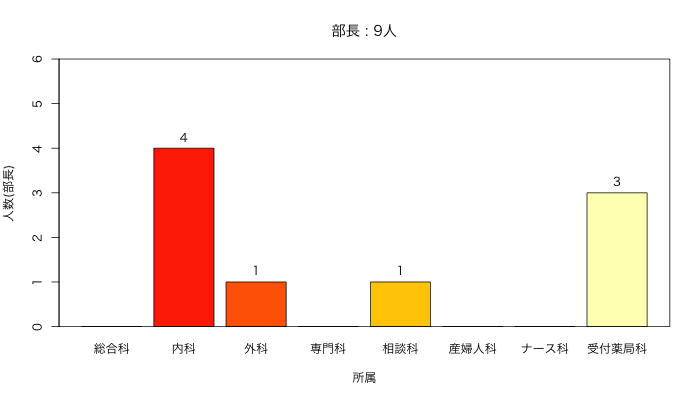 部長 : 9人
人数(部長)
6
5
4
3
2
1
0
4
1
1
3
総合科 内科 外科 専門科 相談科 産婦人科 ナース科 受付薬局科
所属